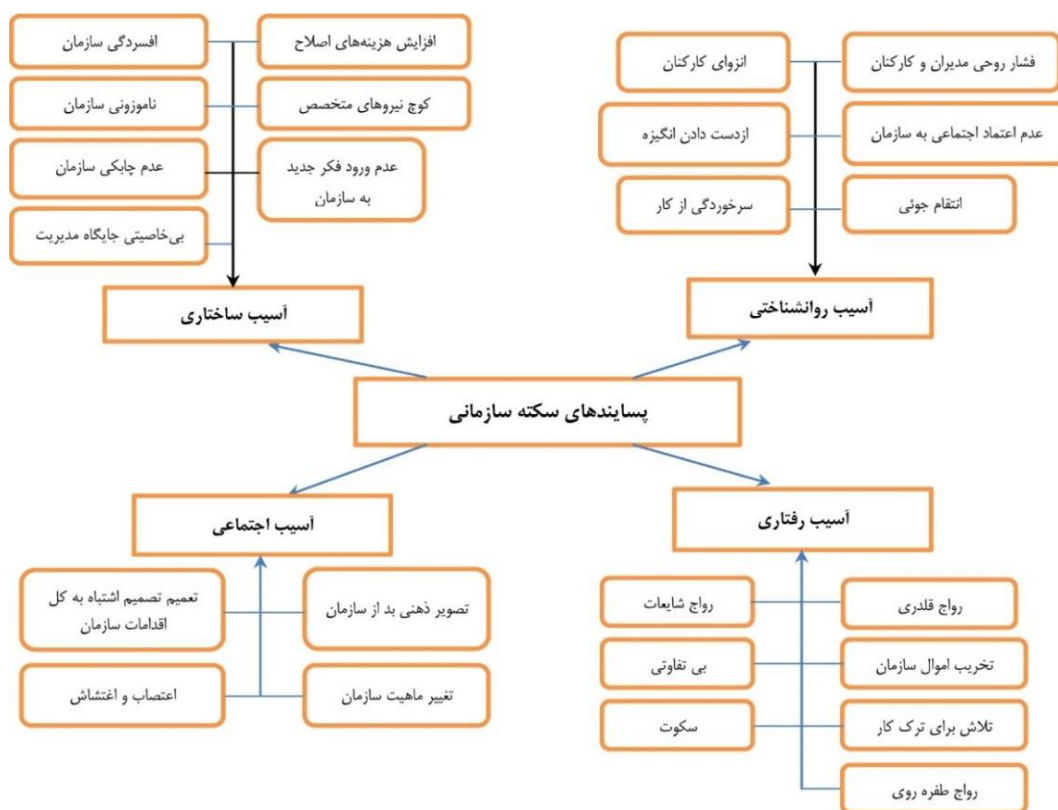 فشار روحی مدیران و کارکنان
انزوای کارکنان
عدم اعتماد اجتماعی به سازمان
ازدست دادن انگیزه
انتقام جوئی
سرخوردگی از کار
آسیب روانشناختی
افزایش هزینه‌های اصلاح
افسردگی سازمان
کوچ نیروهای متخصص
ناموزونی سازمان
عدم ورود فکر جدید
به سازمان
عدم چابکی سازمان
بی‌خاصیتی جایگاه مدیریت
آسیب ساختاری
پسایندهای سکته سازمانی
آسیب رفتاری
رواج قلدری
رواج شایعات
تخریب اموال سازمان
بی تفاوتی
تلاش برای ترک کار
سکوت
رواج طفره روی
آسیب اجتماعی
تصویر ذهنی بد از سازمان
تعمیم تصمیم اشتباه به کل
اقدامات سازمان
تغییر ماهیت سازمان
اعتصاب و اغتشاش